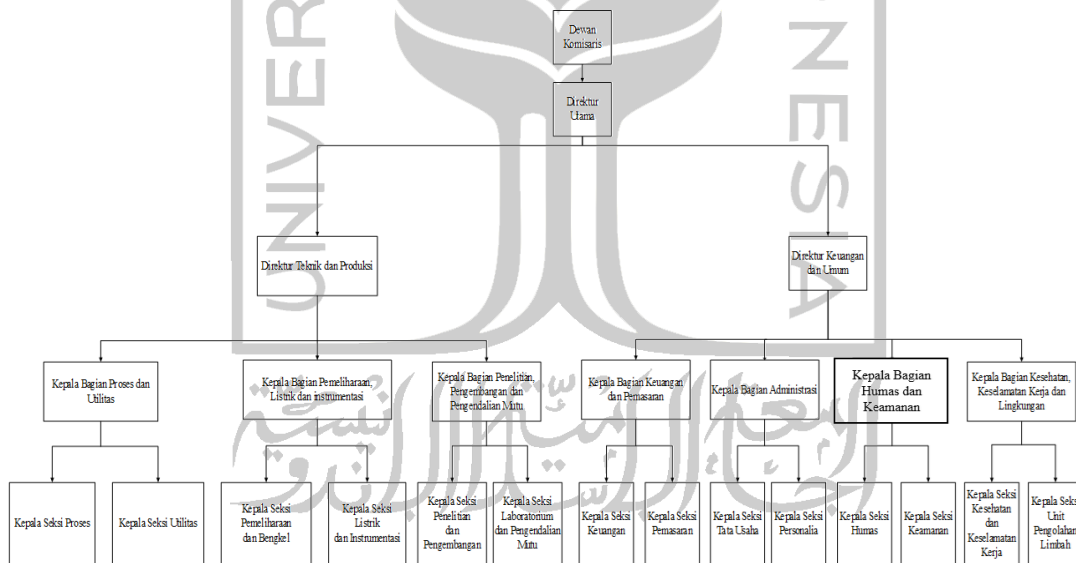 Dewan
Komisaris
Direktur
Utama
Direktur Teknik dan Produksi
Direktur Keuangan
dan Umum
Kepala Bagian Proses dan
Utilitas
Kepala Bagian Pemeliharaan,
Listrik dan instrumentasi
Kepala Bagian Penelitian,
Pengembangan dan
Pengendalian Mutu
Kepala Bagian Keuangan
dan Pemasaran
Kepala Bagian Administrasi
Kepala Bagian
Humas dan
Keamanan
Kepala Bagian Kesehatan,
Keselamatan Kerja dan
Lingkungan
Kepala Seksi Proses
Kepala Seksi Utilitas
Kepala Seksi
Pemeliharaan
dan Bengkel
Kepala Seksi
Listrik
dan Instrumentasi
Kepala Seksi
Penelitian
dan
Pengembangan
Kepala Seksi
Laboratorium
dan Pengendalian
Mutu
Kepala Seksi
Keuangan
Kepala Seksi
Pemasaran
Kepala Seksi
Tata Usaha
Kepala Seksi
Personalia
Kepala Seksi
Humas
Kepala Seksi
Keamanan
Kepala Seksi
Kesehatan
dan
Keselamatan
Kerja
Kepala Seksi
Unit
Pengolahan
Limbah
UNIVER
NESIA